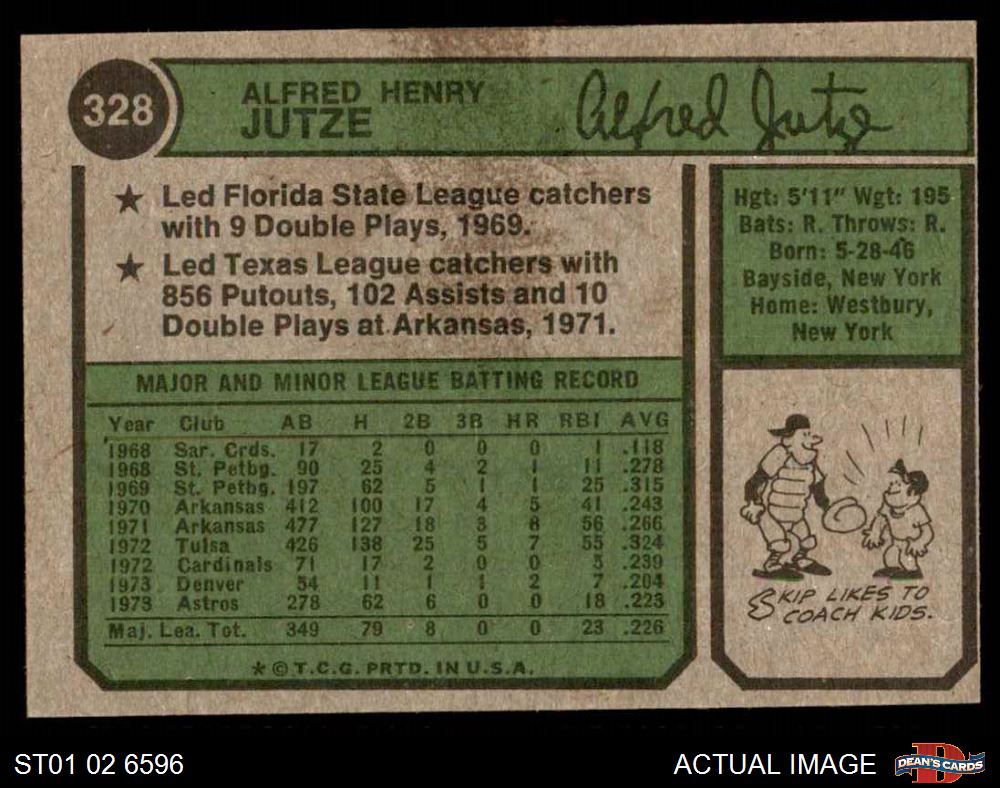 328
ALFRED HENRY
JUTZE
Alfred Jutze
★ Led Florida State League catchers
with 9 Double Plays, 1969.
★ Led Texas League catchers with
856 Putouts, 102 Assists and 10
Double Plays at Arkansas, 1971.
MAJOR AND MINOR LEAGUE BATTING RECORD
Year Club AB H 2B 3B HR RBI AVG
1968 Sar. Crds. 17 2 0 0 0 1 .118
1968 St. Petbg. 90 25 4 2 1 11 .278
1969 St. Petbg. 197 62 5 1 1 25 .315
1970 Arkansas 412 100 17 4 5 41 .243
1971 Arkansas 477 127 18 3 8 56 .266
1972 Tulsa 426 138 25 5 7 55 .324
1972 Cardinals 71 17 2 0 0 5 .239
1973 Denver 54 11 1 1 2 7 .204
1973 Astros 278 62 6 0 0 18 .223
Maj. Lea. Tot. 349 79 8 0 0 23 .226
★ © T.C.G. PRTD. IN U.S.A.
Hgt: 5'11" Wgt: 195
Bats: R. Throws: R.
Born: 5-28-46
Bayside, New York
Home: Westbury,
New York
SKIP LIKES TO
COACH KIDS.
ST01 02 6596
ACTUAL IMAGE
DEAN'S CARDS